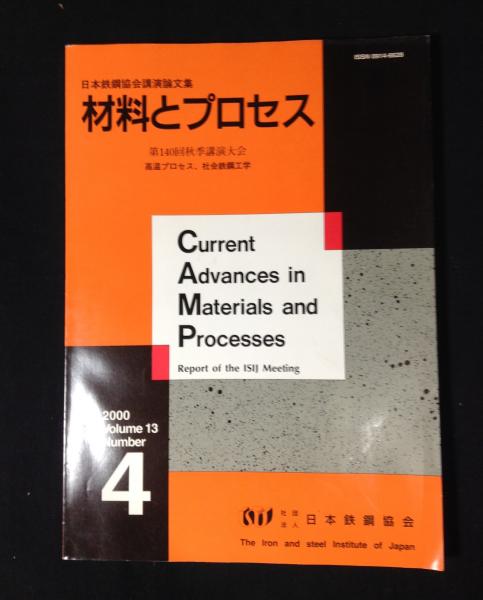 ISSN 0914-6628
日本鉄鋼協会講演論文集
材料とプロセス
第140回秋季講演大会
高温プロセス、社会鉄鋼工学
Current
Advances in
Materials and
Processes
Report of the ISIJ Meeting
2000
Volume 13
Number
4
社団
法人
日本鉄鋼協会
The Iron and steel Institute of Japan